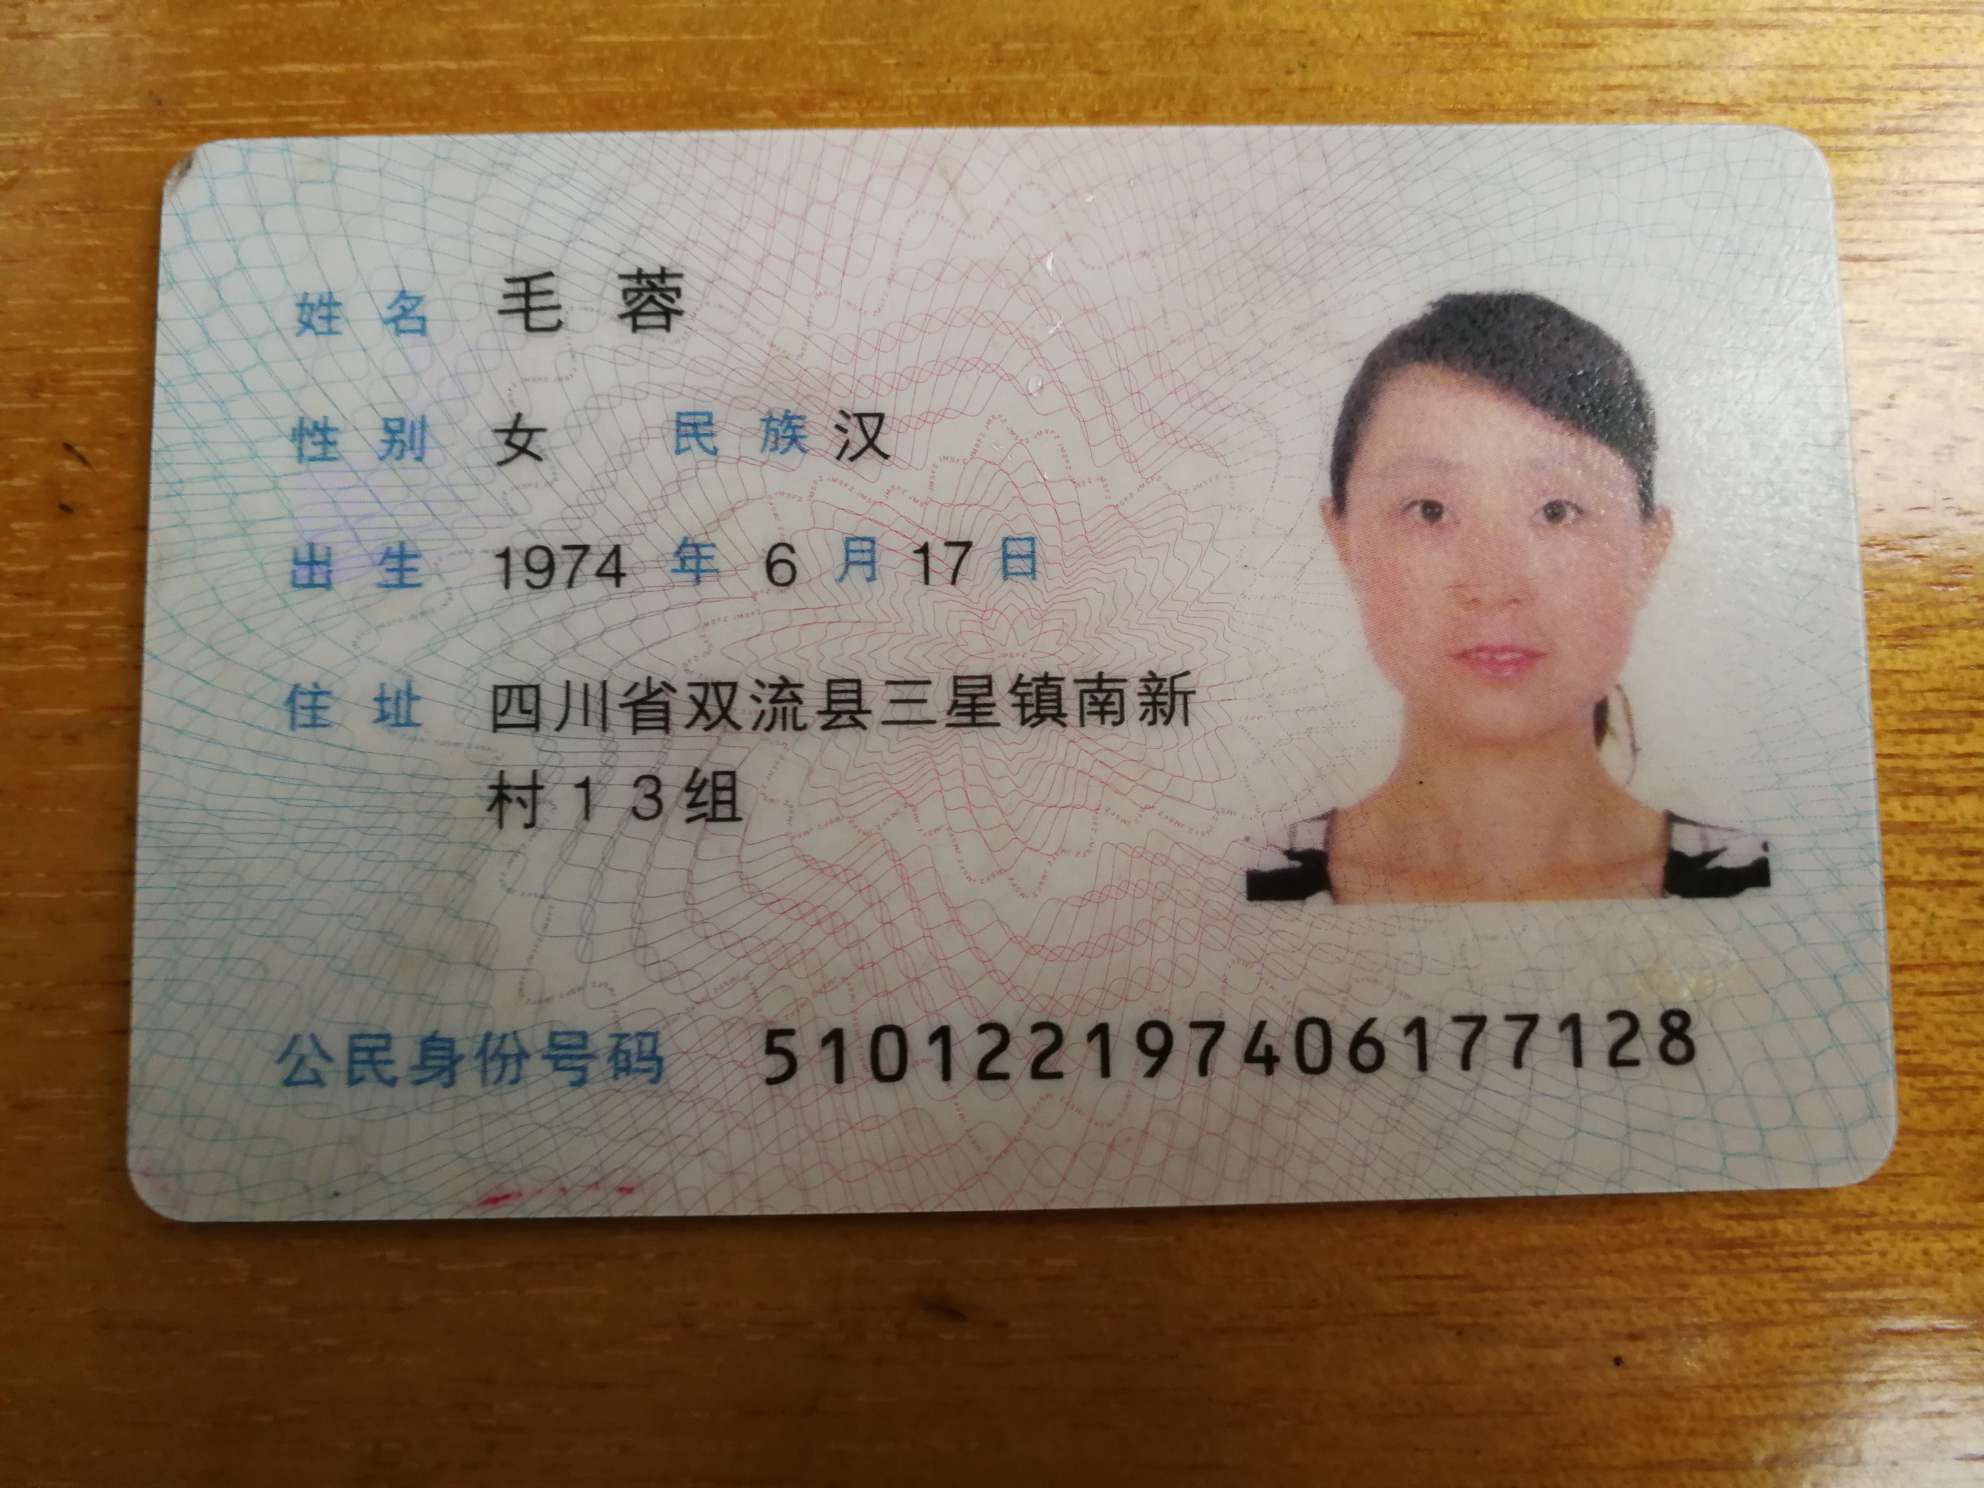 姓名 毛蓉
性别 女 民族 汉
出生 1974 年 6 月 17 日
住址 四川省双流县三星镇南新
村13组
公民身份号码 510122197406177128